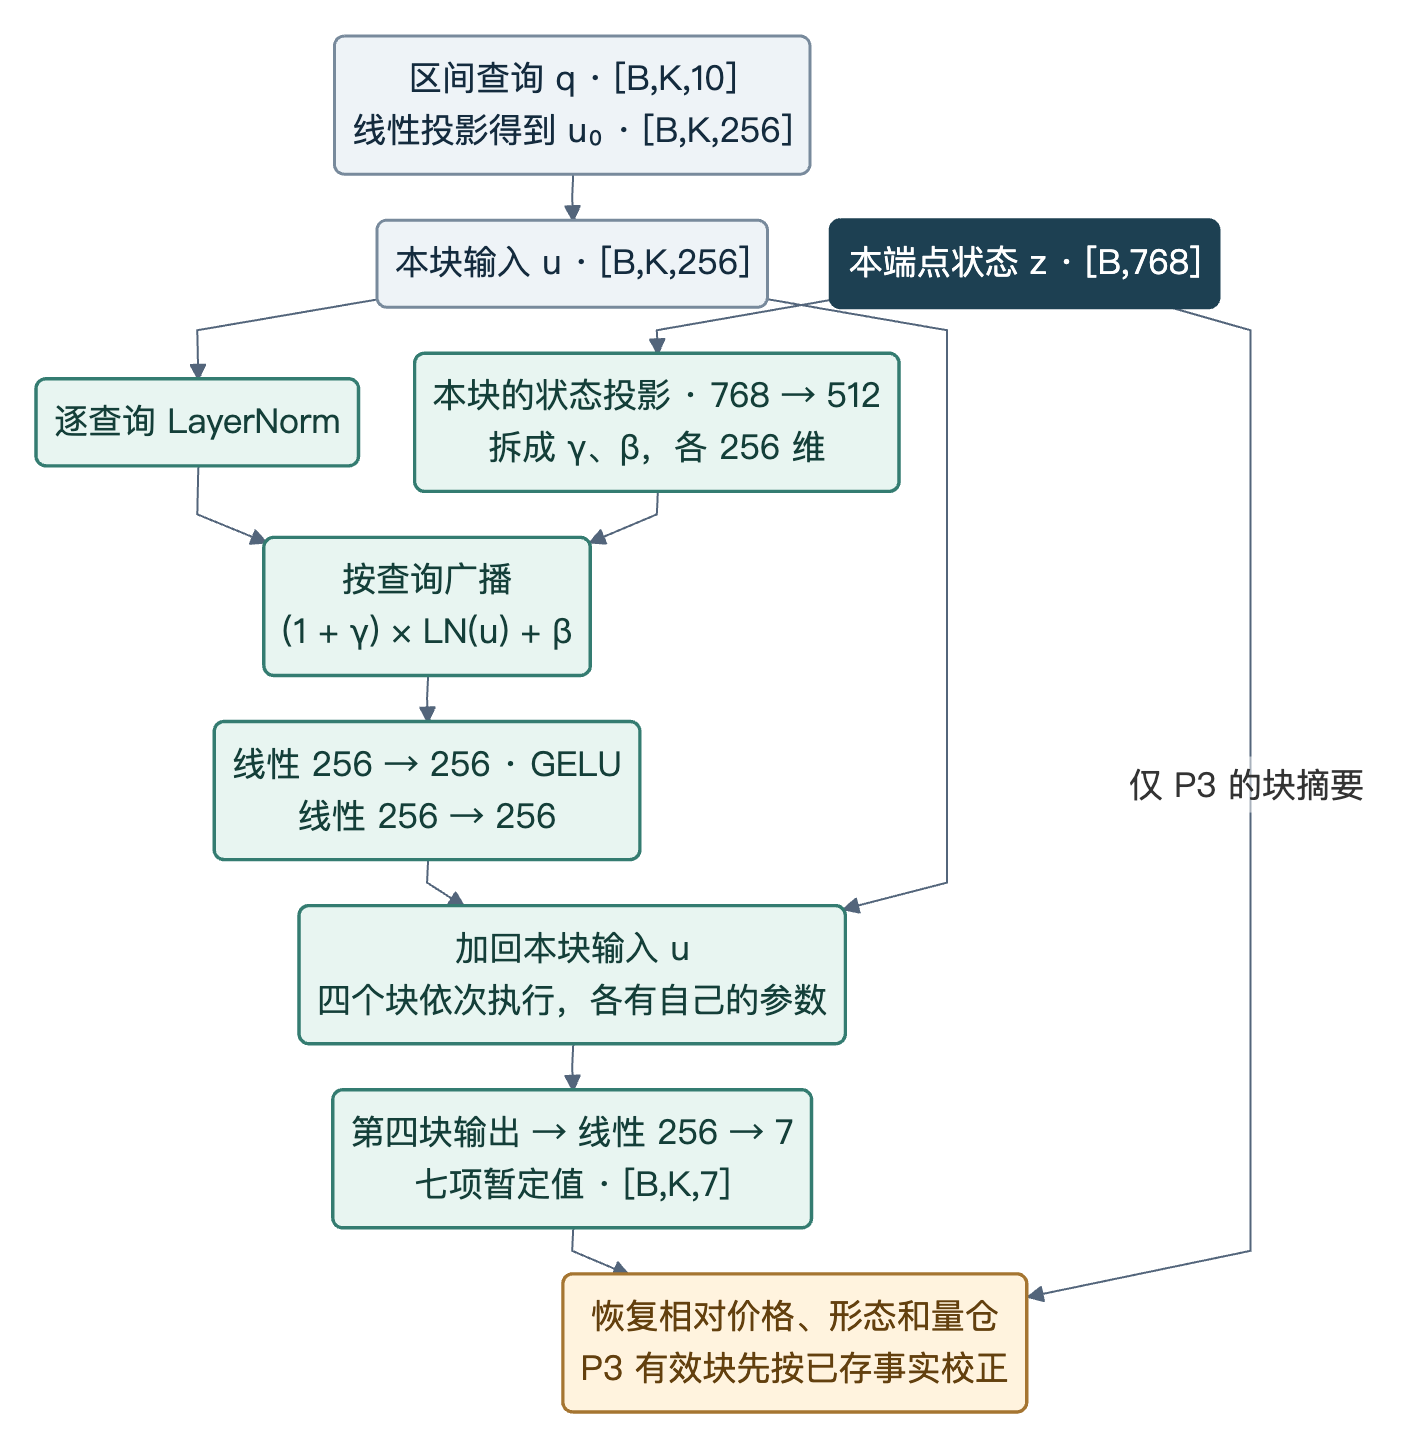 区间查询 q · [B,K,10]
线性投影得到 u₀ · [B,K,256]
本块输入 u · [B,K,256]
本端点状态 z · [B,768]
逐查询 LayerNorm
本块的状态投影 · 768 → 512
拆成 γ、β，各 256 维
按查询广播
(1 + γ) × LN(u) + β
线性 256 → 256 · GELU
线性 256 → 256
仅 P3 的块摘要
加回本块输入 u
四个块依次执行，各有自己的参数
第四块输出 → 线性 256 → 7
七项暂定值 · [B,K,7]
恢复相对价格、形态和量仓
P3 有效块先按已存事实校正